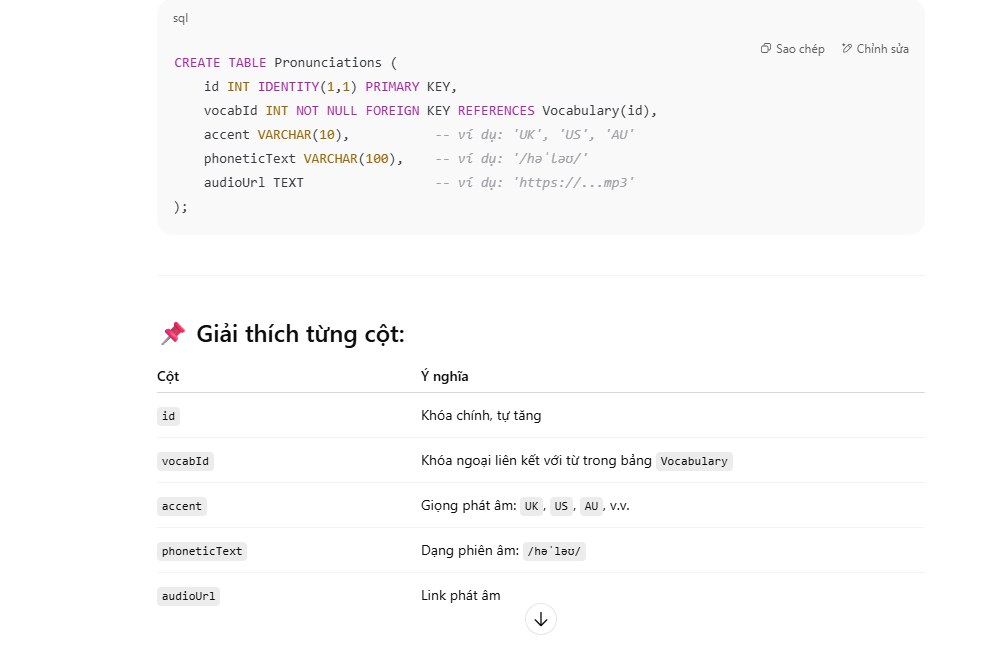 sql
Sao chép Chỉnh sửa
CREATE TABLE Pronunciations (
    id INT IDENTITY(1,1) PRIMARY KEY,
    vocabId INT NOT NULL FOREIGN KEY REFERENCES Vocabulary(id),
    accent VARCHAR(10),           -- ví dụ: 'UK', 'US', 'AU'
    phoneticText VARCHAR(100),    -- ví dụ: '/həˈləʊ/'
    audioUrl TEXT                 -- ví dụ: 'https://...mp3'
);
📌 Giải thích từng cột:
Cột Ý nghĩa
id Khóa chính, tự tăng
vocabId Khóa ngoại liên kết với từ trong bảng Vocabulary
accent Giọng phát âm: UK, US, AU, v.v.
phoneticText Dạng phiên âm: /həˈləʊ/
audioUrl Link phát âm